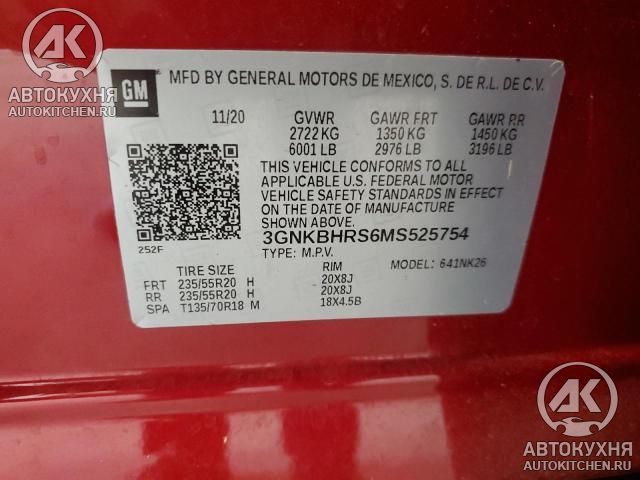 АВТОКУХНЯ
AUTOKITCHEN.RU
GM
MFD BY GENERAL MOTORS DE MEXICO, S. DE R.L. DE C.V.
11/20 GVWR GAWR FRT GAWR RR
2722 KG 1350 KG 1450 KG
6001 LB 2976 LB 3196 LB
THIS VEHICLE CONFORMS TO ALL
APPLICABLE U.S. FEDERAL MOTOR
VEHICLE SAFETY STANDARDS IN EFFECT
ON THE DATE OF MANUFACTURE
SHOWN ABOVE.
3GNKBHRS6MS525754
252F
TYPE: M.P.V. MODEL: 641NK26
TIRE SIZE RIM
FRT 235/55R20 H 20X8J
RR 235/55R20 H 20X8J
SPA T135/70R18 M 18X4.5B
АК
АВТОКУХНЯ
AUTOKITCHEN.RU